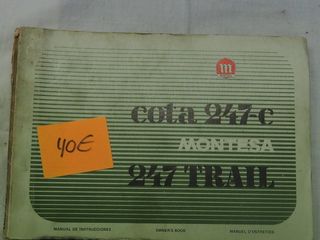 m
cota 247-c
MONTESA
247 TRAIL
40€
MANUAL DE INSTRUCCIONES OWNER'S BOOK MANUEL D'ENTRETIEN